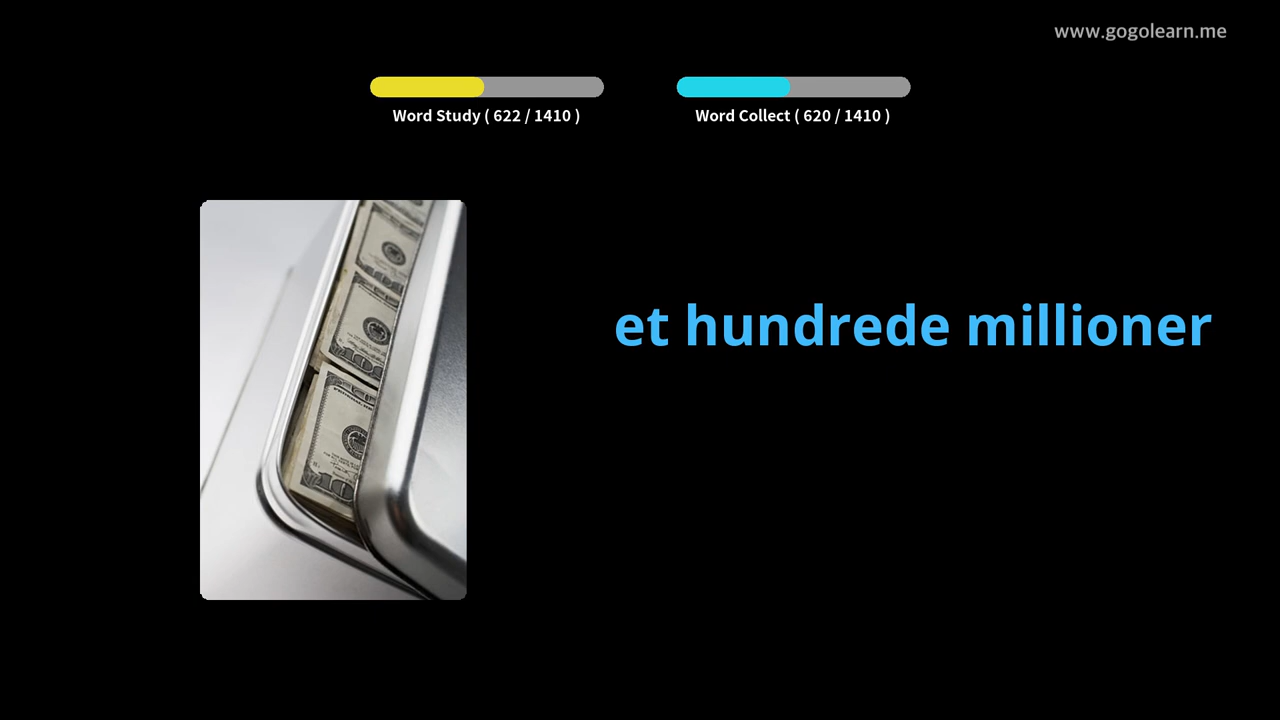 www.gogolearn.me
Word Study ( 622 / 1410 )
Word Collect ( 620 / 1410 )
et hundrede millioner